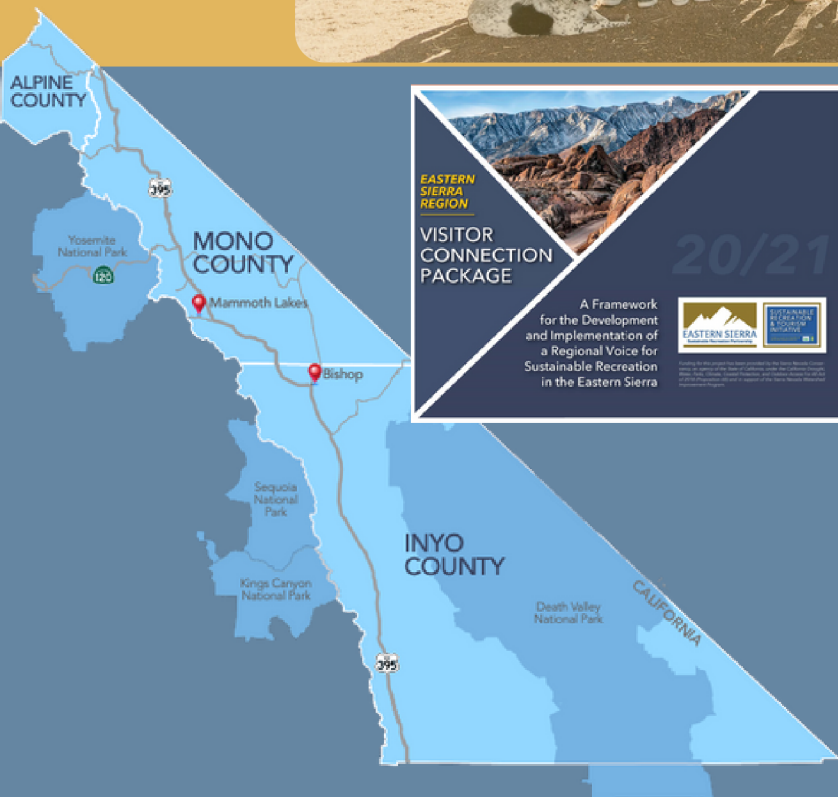 ALPINE
COUNTY
395
Yosemite
National Park
120
MONO
COUNTY
Mammoth Lakes
Bishop
EASTERN
SIERRA
REGION
VISITOR
CONNECTION
PACKAGE
20/21
A Framework
for the Development
and Implementation of
a Regional Voice for
Sustainable Recreation
in the Eastern Sierra
EASTERN SIERRA
Sustainable Recreation Partnership
SUSTAINABLE
RECREATION
& TOURISM
INITIATIVE
Sequoia
National
Park
Kings Canyon
National Park
INYO
COUNTY
Death Valley
National Park
CALIFORNIA
395